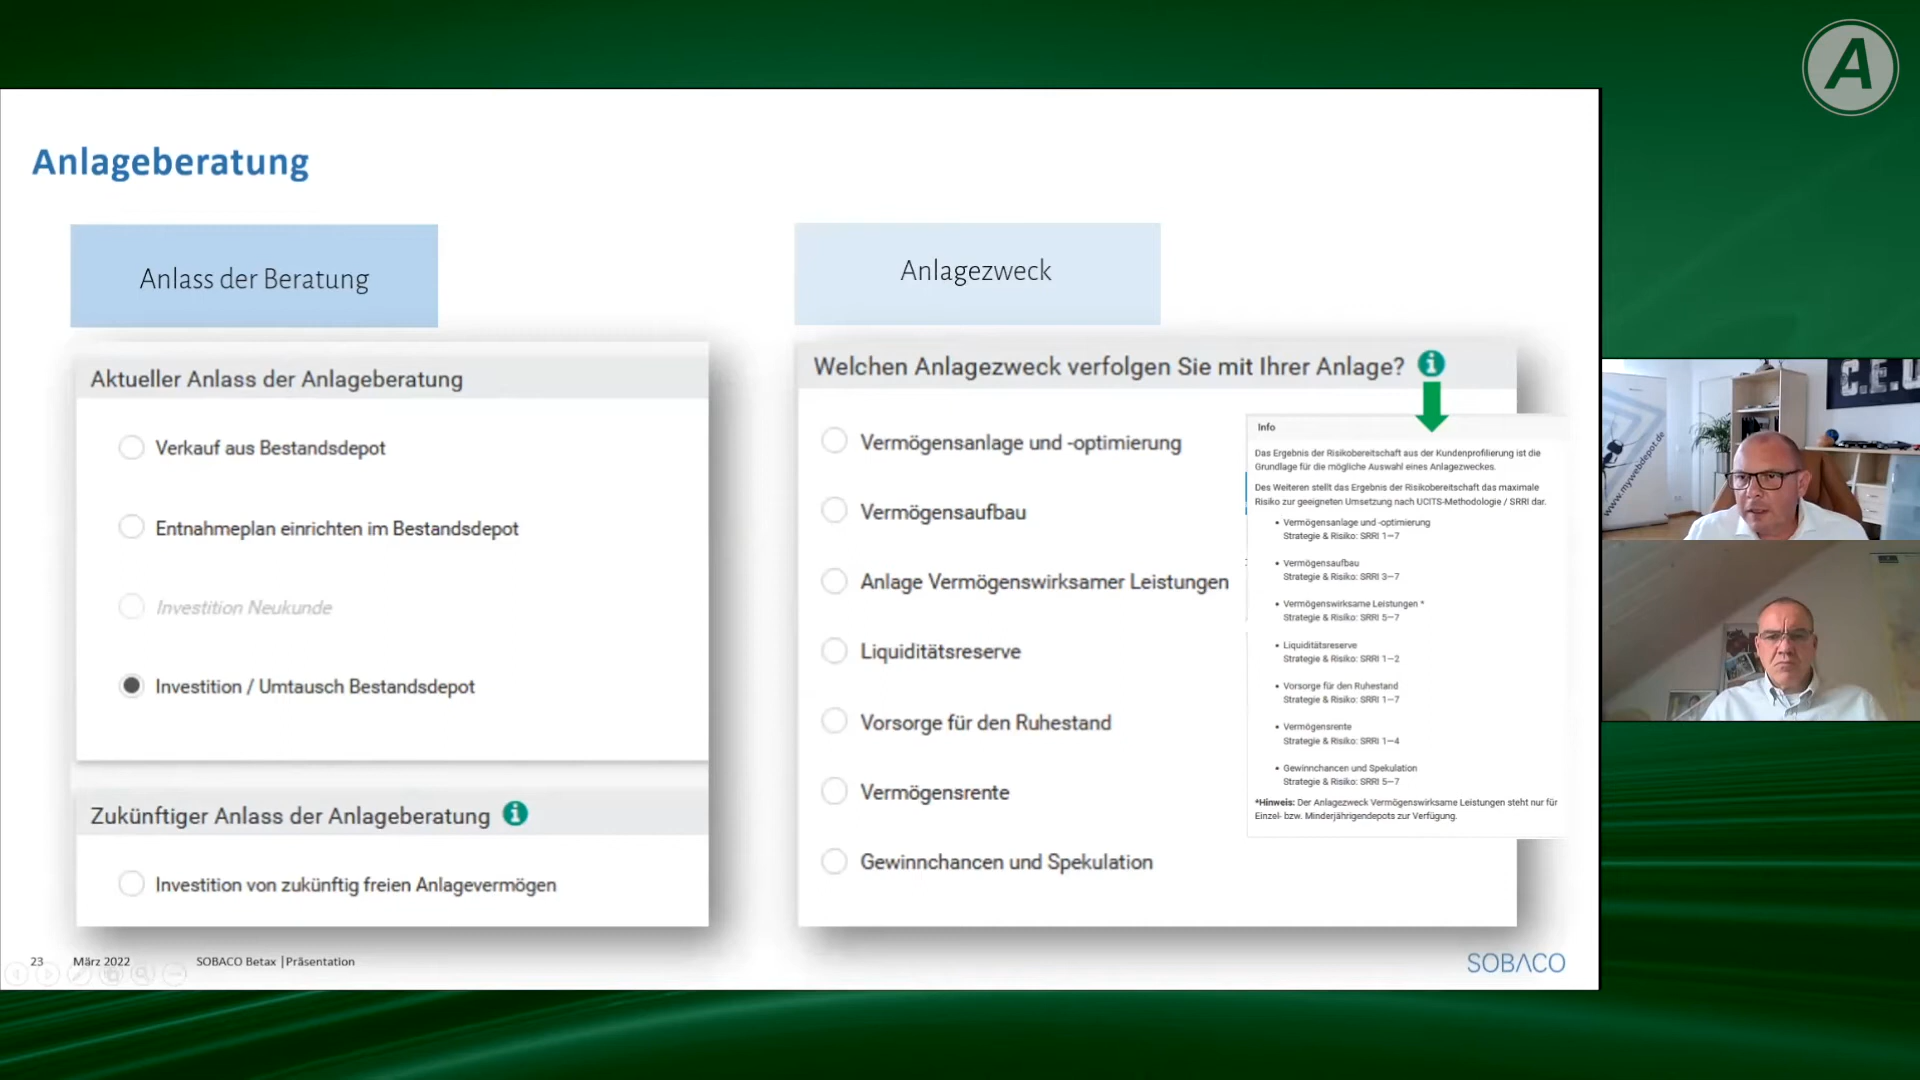 A
Anlageberatung
Anlass der Beratung
Aktueller Anlass der Anlageberatung
Verkauf aus Bestandsdepot
Entnahmeplan einrichten im Bestandsdepot
Investition Neukunde
Investition / Umtausch Bestandsdepot
Zukünftiger Anlass der Anlageberatung
Investition von zukünftig freien Anlagevermögen
Anlagezweck
Welchen Anlagezweck verfolgen Sie mit Ihrer Anlage?
Vermögensanlage und -optimierung
Vermögensaufbau
Anlage Vermögenswirksamer Leistungen
Liquiditätsreserve
Vorsorge für den Ruhestand
Vermögensrente
Gewinnchancen und Spekulation
Info
Das Ergebnis der Risikobereitschaft aus der Kundenprofilierung ist die
Grundlage für die mögliche Auswahl eines Anlagezweckes.
Des Weiteren stellt das Ergebnis der Risikobereitschaft das maximale
Risiko zur geeigneten Umsetzung nach UCITS-Methodologie / SRRI dar.
• Vermögensanlage und -optimierung
Strategie & Risiko: SRRI 1—7
• Vermögensaufbau
Strategie & Risiko: SRRI 3—7
• Vermögenswirksame Leistungen *
Strategie & Risiko: SRRI 5—7
• Liquiditätsreserve
Strategie & Risiko: SRRI 1—2
• Vorsorge für den Ruhestand
Strategie & Risiko: SRRI 1—7
• Vermögensrente
Strategie & Risiko: SRRI 1—4
• Gewinnchancen und Spekulation
Strategie & Risiko: SRRI 5—7
*Hinweis: Der Anlagezweck Vermögenswirksame Leistungen steht nur für
Einzel- bzw. Minderjährigendepots zur Verfügung.
23 März 2022 SOBACO Betax |Präsentation
SOBACO
www.mywebdepot.de
C.E.O